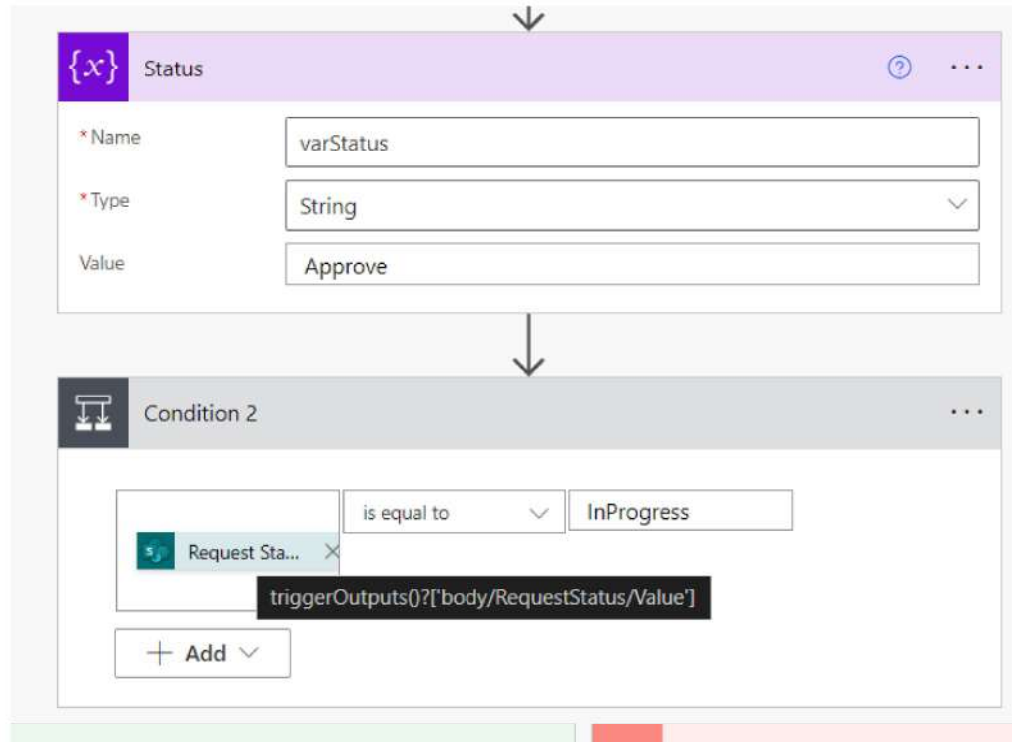 {x} Status ? ...
* Name varStatus
* Type String
Value Approve
Condition 2 ...
is equal to InProgress
s Request Sta... ×
triggerOutputs()?['body/RequestStatus/Value']
+ Add